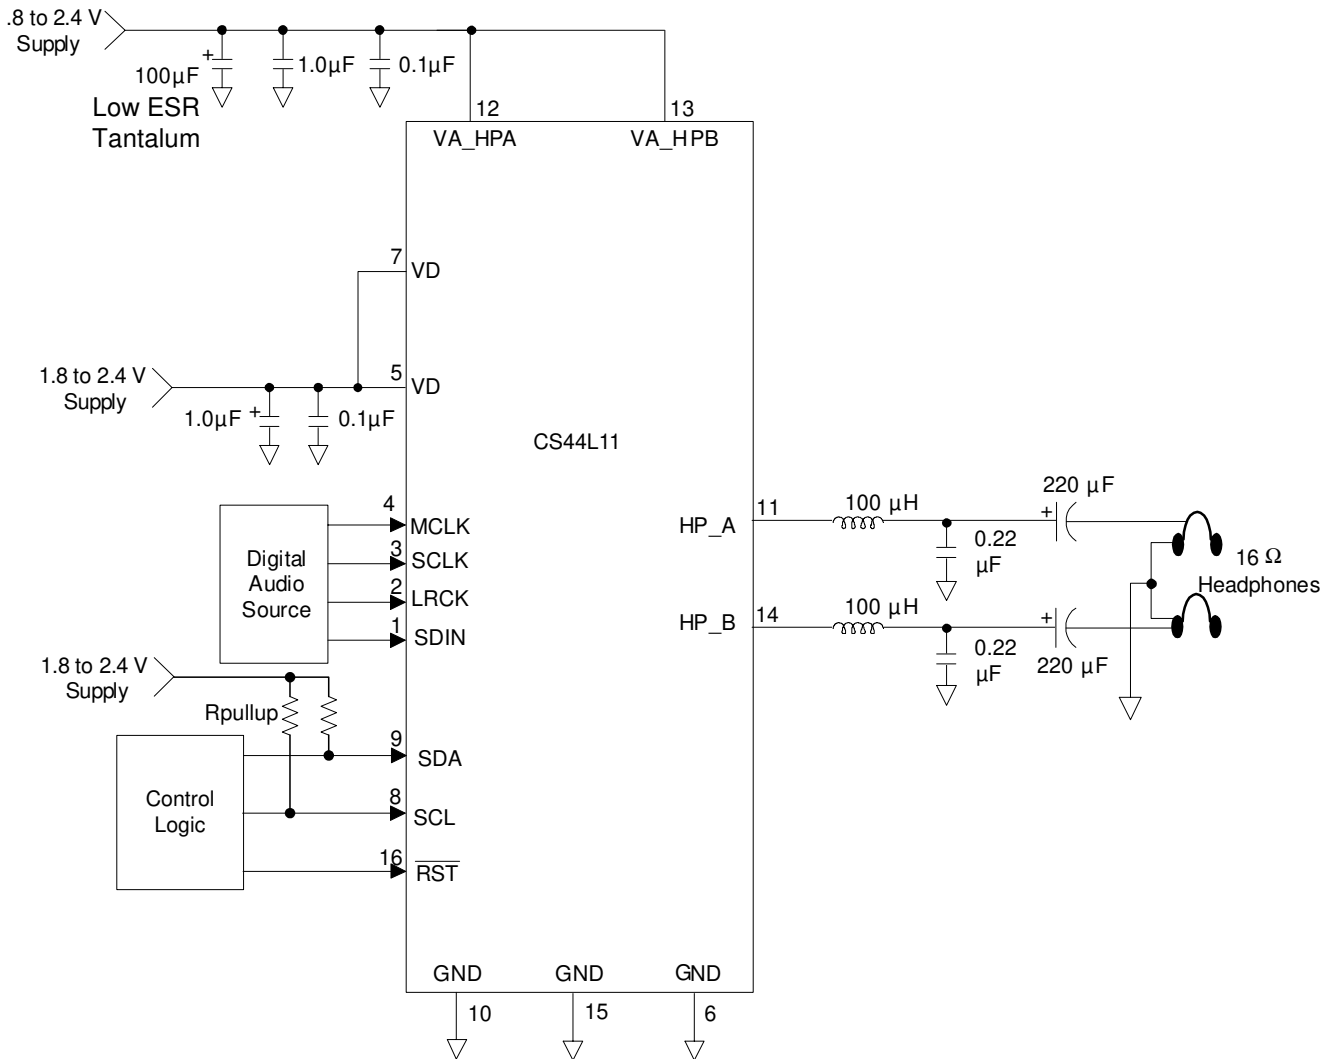 .8 to 2.4 V
Supply
+
100µF
1.0µF
0.1µF
Low ESR
Tantalum
12
13
VA_HPA
VA_HPB
7
VD
1.8 to 2.4 V
Supply
5
VD
1.0µF
+
0.1µF
CS44L11
4
MCLK
3
SCLK
2
LRCK
1
SDIN
Digital
Audio
Source
HP_A
11
100 µH
0.22
µF
220 µF
+
16 Ω
Headphones
HP_B
14
100 µH
0.22
µF
+
220 µF
1.8 to 2.4 V
Supply
Rpullup
9
SDA
8
SCL
16
RST
Control
Logic
GND
GND
GND
10
15
6